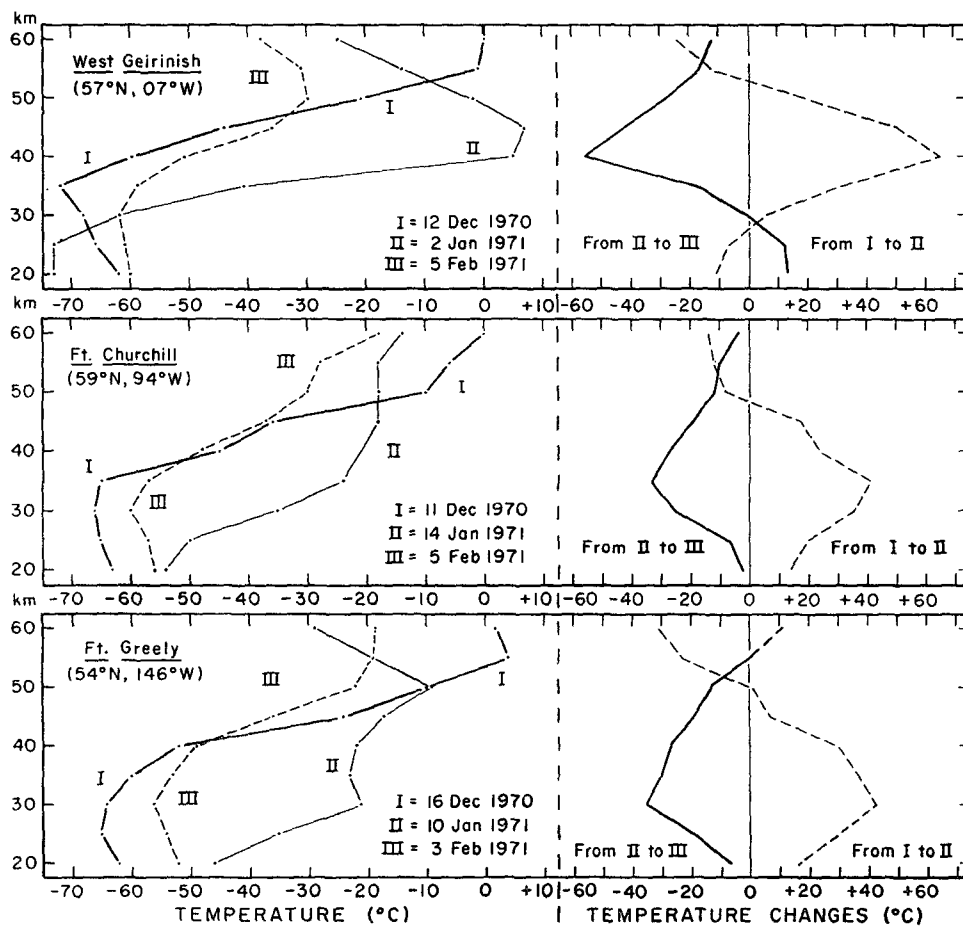 km
60
50
40
30
20
West Geirinish
(57°N, 07°W)
III
I
II
I
I = 12 Dec 1970
II = 2 Jan 1971
III = 5 Feb 1971
From II to III
From I to II
km -70 -60 -50 -40 -30 -20 -10 0 +10 -60 -40 -20 0 +20 +40 +60
60
50
40
30
20
Ft. Churchill
(59°N, 94°W)
III
I
II
I
III
I = 11 Dec 1970
II = 14 Jan 1971
III = 5 Feb 1971
From II to III
From I to II
km -70 -60 -50 -40 -30 -20 -10 0 +10 -60 -40 -20 0 +20 +40 +60
60
50
40
30
20
Ft. Greely
(54°N, 146°W)
III
I
II
I
III
I = 16 Dec 1970
II = 10 Jan 1971
III = 3 Feb 1971
From II to III
From I to II
-70 -60 -50 -40 -30 -20 -10 0 +10 -60 -40 -20 0 +20 +40 +60
TEMPERATURE (°C)
TEMPERATURE CHANGES (°C)